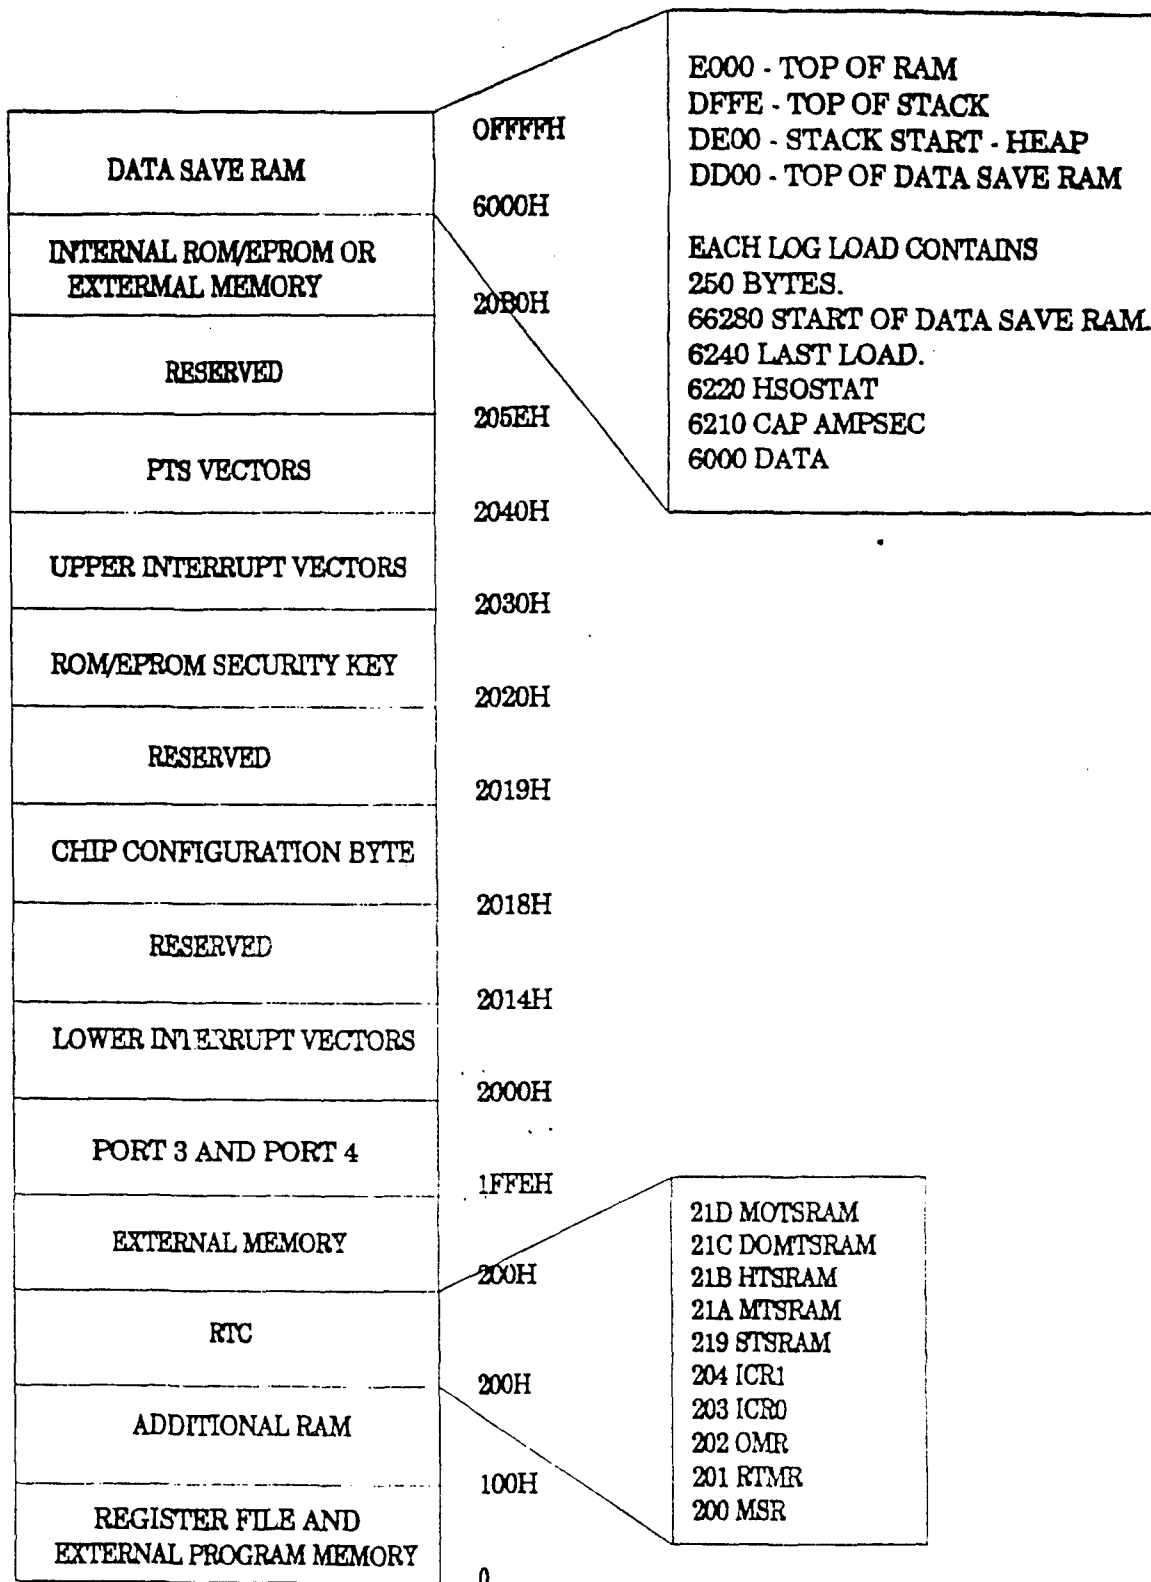 E000 - TOP OF RAM
DFFE - TOP OF STACK
DE00 - STACK START - HEAP
DD00 - TOP OF DATA SAVE RAM
EACH LOG LOAD CONTAINS
250 BYTES.
66280 START OF DATA SAVE RAM.
6240 LAST LOAD.
6220 HSOSTAT
6210 CAP AMPSEC
6000 DATA
0FFFFH
DATA SAVE RAM
6000H
INTERNAL ROM/EPROM OR
EXTERMAL MEMORY
20B0H
RESERVED
205EH
PTS VECTORS
2040H
UPPER INTERRUPT VECTORS
2030H
ROM/EPROM SECURITY KEY
2020H
RESERVED
2019H
CHIP CONFIGURATION BYTE
2018H
RESERVED
2014H
LOWER INTERRUPT VECTORS
2000H
PORT 3 AND PORT 4
1FFEH
EXTERNAL MEMORY
200H
RTC
200H
ADDITIONAL RAM
100H
REGISTER FILE AND
EXTERNAL PROGRAM MEMORY
0
21D MOTSRAM
21C DOMTSRAM
21B HTSRAM
21A MTSRAM
219 STSRAM
204 ICR1
203 ICR0
202 OMR
201 RTMR
200 MSR